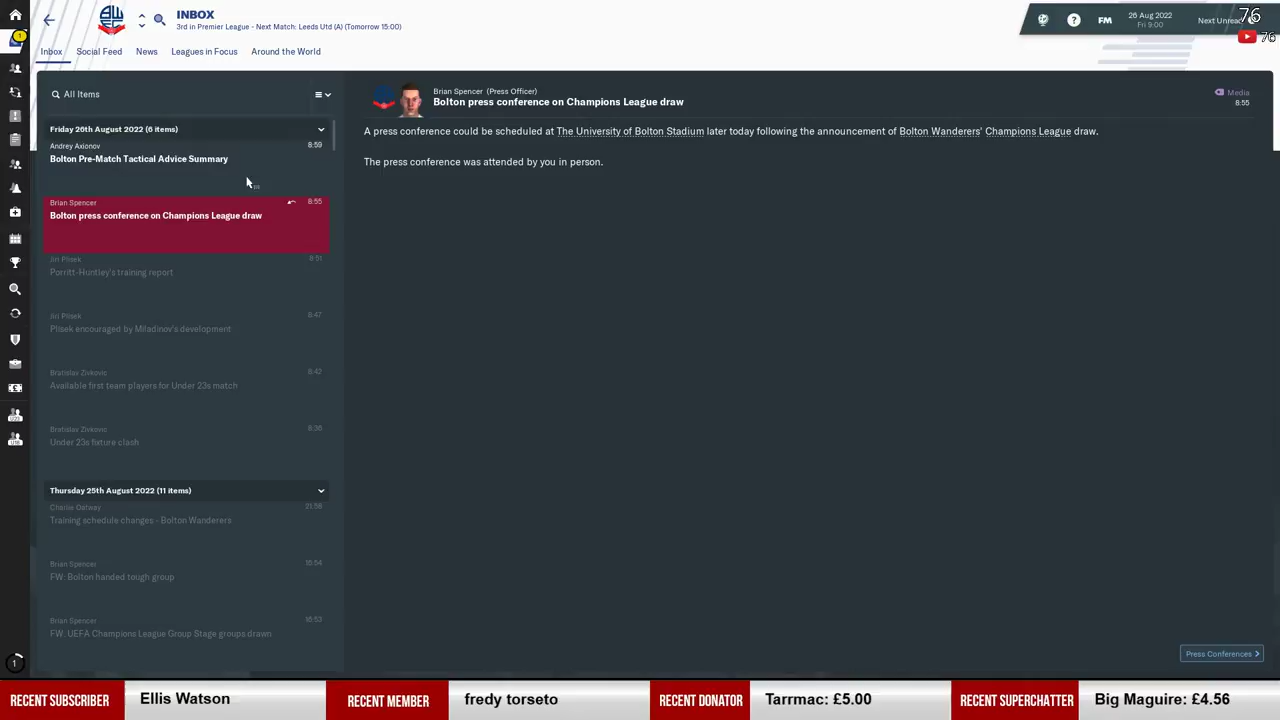 INBOX
3rd in Premier League - Next Match: Leeds Utd (A) (Tomorrow 15:00)
FM
26 Aug 2022
Fri 9:00
Next Unrea
76
76
1
Inbox
Social Feed
News
Leagues in Focus
Around the World
All Items
Friday 26th August 2022 (6 items)
Andrey Axionov
8:59
Bolton Pre-Match Tactical Advice Summary
Brian Spencer
8:55
Bolton press conference on Champions League draw
Jiri Plisek
8:51
Porritt-Huntley's training report
Jiri Plisek
8:47
Plisek encouraged by Miladinov's development
Bratislav Zivkovic
8:42
Available first team players for Under 23s match
Bratislav Zivkovic
8:38
Under 23s fixture clash
Thursday 25th August 2022 (11 items)
Charlie Oatway
21:58
Training schedule changes - Bolton Wanderers
Brian Spencer
16:54
FW: Bolton handed tough group
Brian Spencer
16:53
FW: UEFA Champions League Group Stage groups drawn
Brian Spencer (Press Officer)
Bolton press conference on Champions League draw
Media
8:55
A press conference could be scheduled at The University of Bolton Stadium later today following the announcement of Bolton Wanderers' Champions League draw.
The press conference was attended by you in person.
Press Conferences
1
RECENT SUBSCRIBER
Ellis Watson
RECENT MEMBER
fredy torseto
RECENT DONATOR
Tarrmac: £5.00
RECENT SUPERCHATTER
Big Maguire: £4.56